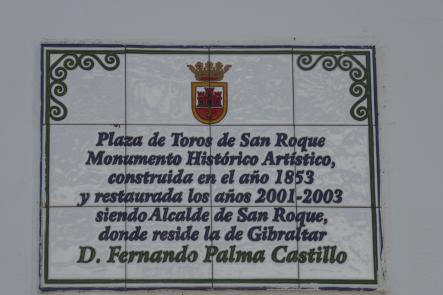 Plaza de Toros de San Roque
Monumento Histórico Artístico,
construida en el año 1853
y restaurada los años 2001-2003
siendo Alcalde de San Roque,
donde reside la de Gibraltar
D. Fernando Palma Castillo